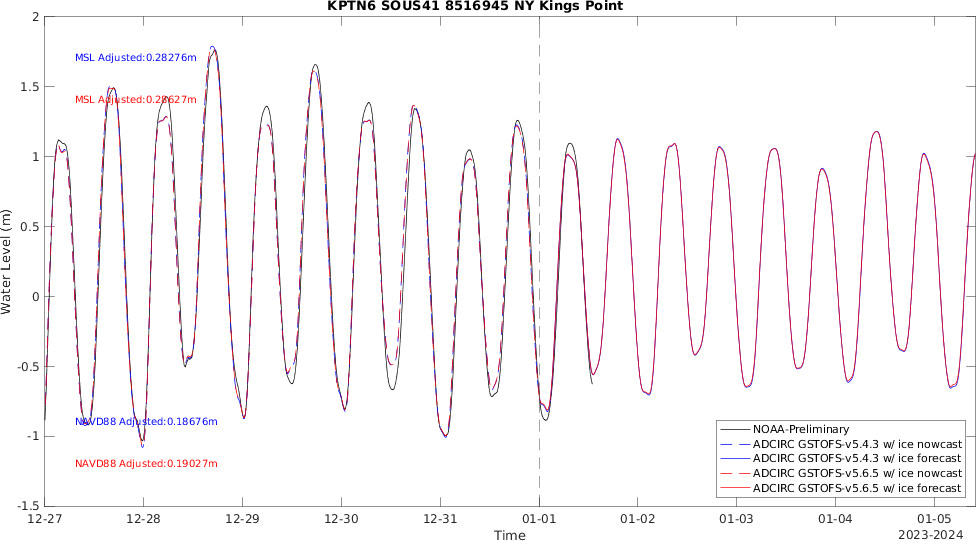 KPTN6 SOUS41 8516945 NY Kings Point
2
1.5
1
0.5
0
-0.5
-1
-1.5
Water Level (m)
MSL Adjusted:0.28276m
MSL Adjusted:0.28627m
NAVD88 Adjusted:0.18676m
NAVD88 Adjusted:0.19027m
NOAA-Preliminary
ADCIRC GSTOFS-v5.4.3 w/ ice nowcast
ADCIRC GSTOFS-v5.4.3 w/ ice forecast
ADCIRC GSTOFS-v5.6.5 w/ ice nowcast
ADCIRC GSTOFS-v5.6.5 w/ ice forecast
12-27 12-28 12-29 12-30 12-31 01-01 01-02 01-03 01-04 01-05
Time
2023-2024